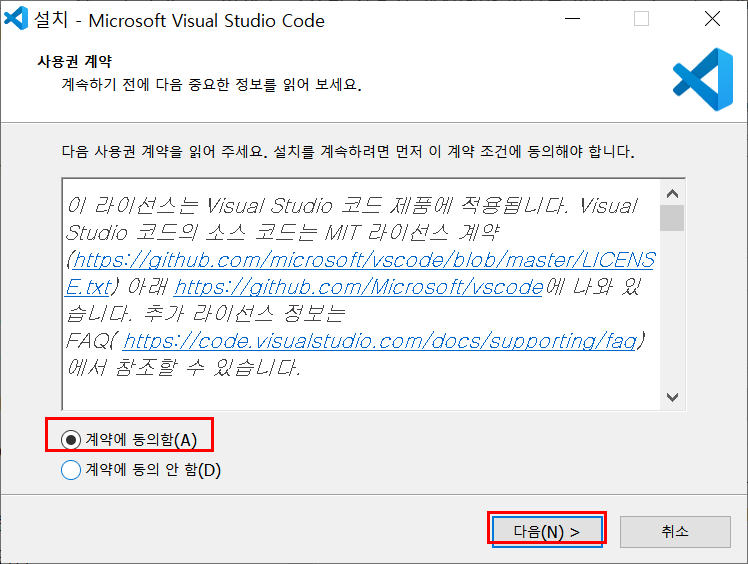 설치 - Microsoft Visual Studio Code
사용권 계약
계속하기 전에 다음 중요한 정보를 읽어 보세요.
다음 사용권 계약을 읽어 주세요. 설치를 계속하려면 먼저 이 계약 조건에 동의해야 합니다.
이 라이선스는 Visual Studio 코드 제품에 적용됩니다. Visual
Studio 코드의 소스 코드는 MIT 라이선스 계약
(https://github.com/microsoft/vscode/blob/master/LICENS
E.txt) 아래 https://github.com/Microsoft/vscode에 나와 있
습니다. 추가 라이선스 정보는
FAQ( https://code.visualstudio.com/docs/supporting/faq)
에서 참조할 수 있습니다.
계약에 동의함(A)
계약에 동의 안 함(D)
다음(N) >
취소